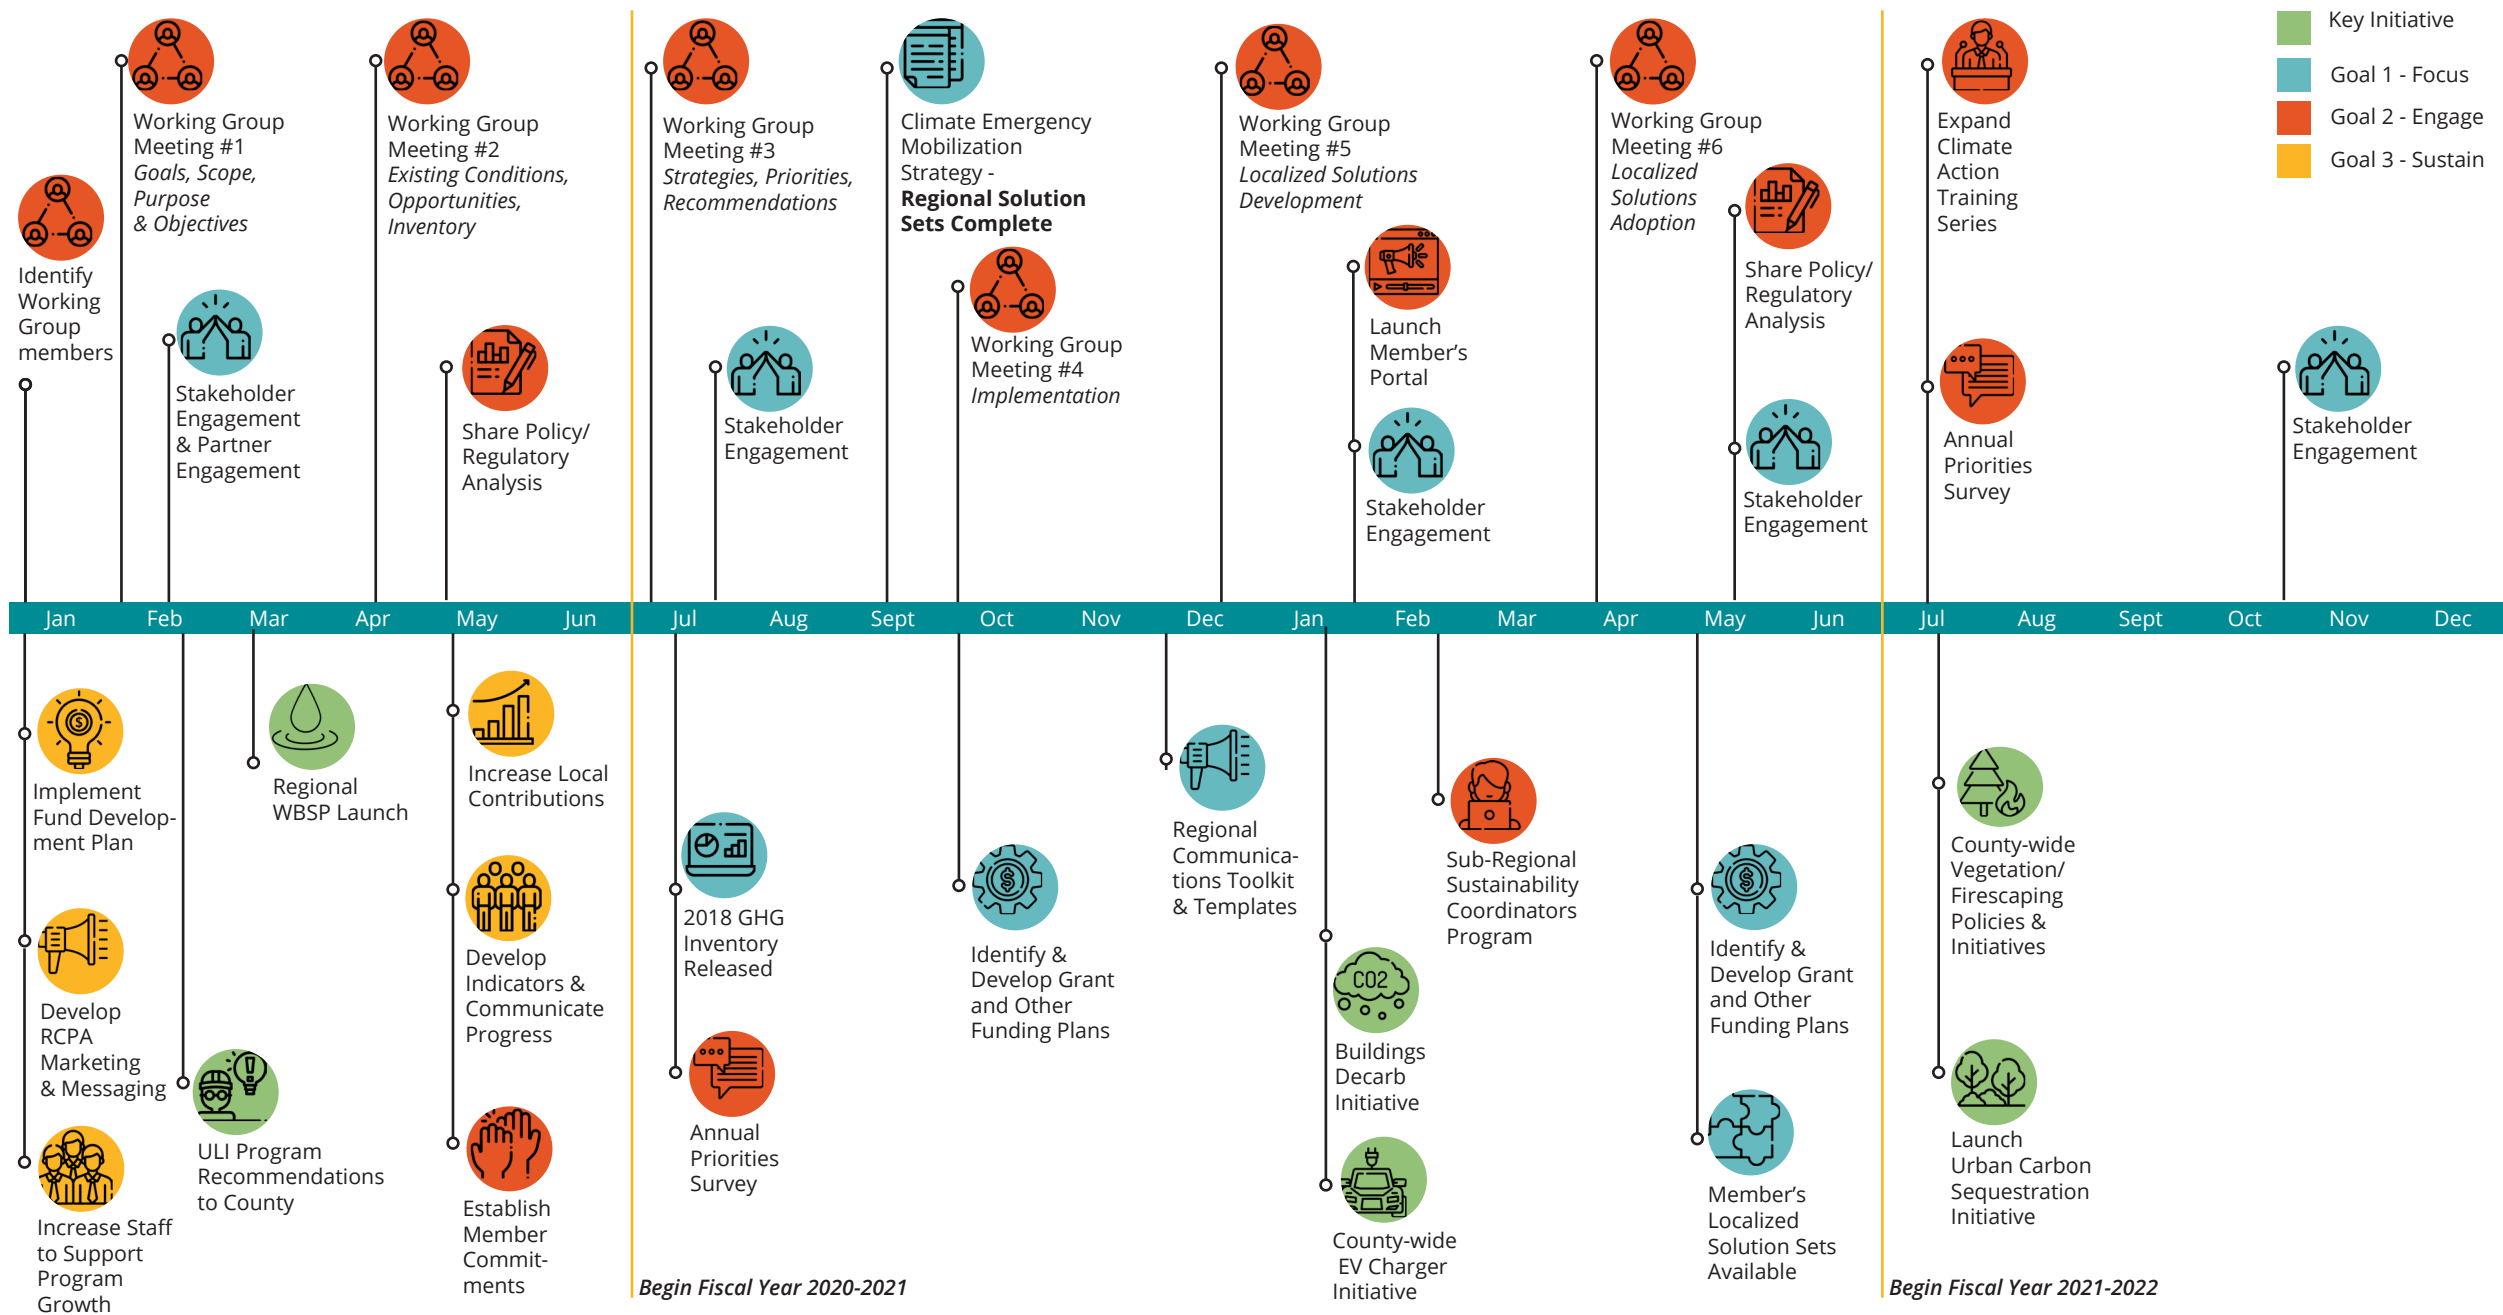 Key Initiative
Goal 1 - Focus
Goal 2 - Engage
Goal 3 - Sustain
Identify
Working
Group
members
Working Group
Meeting #1
Goals, Scope,
Purpose
& Objectives
Stakeholder
Engagement
& Partner
Engagement
Working Group
Meeting #2
Existing Conditions,
Opportunities,
Inventory
Share Policy/
Regulatory
Analysis
Working Group
Meeting #3
Strategies, Priorities,
Recommendations
Stakeholder
Engagement
Climate Emergency
Mobilization
Strategy -
Regional Solution
Sets Complete
Working Group
Meeting #4
Implementation
Working Group
Meeting #5
Localized Solutions
Development
Launch
Member's
Portal
Stakeholder
Engagement
Working Group
Meeting #6
Localized
Solutions
Adoption
Share Policy/
Regulatory
Analysis
Stakeholder
Engagement
Expand
Climate
Action
Training
Series
Annual
Priorities
Survey
Stakeholder
Engagement
Jan Feb Mar Apr May Jun Jul Aug Sept Oct Nov Dec Jan Feb Mar Apr May Jun Jul Aug Sept Oct Nov Dec
Implement
Fund Develop-
ment Plan
Develop
RCPA
Marketing
& Messaging
Increase Staff
to Support
Program
Growth
ULI Program
Recommendations
to County
Regional
WBSP Launch
Increase Local
Contributions
Develop
Indicators &
Communicate
Progress
Establish
Member
Commit-
ments
2018 GHG
Inventory
Released
Annual
Priorities
Survey
Identify &
Develop Grant
and Other
Funding Plans
Regional
Communica-
tions Toolkit
& Templates
CO2
Buildings
Decarb
Initiative
County-wide
EV Charger
Initiative
Sub-Regional
Sustainability
Coordinators
Program
Identify &
Develop Grant
and Other
Funding Plans
Member's
Localized
Solution Sets
Available
County-wide
Vegetation/
Firescaping
Policies &
Initiatives
Launch
Urban Carbon
Sequestration
Initiative
Begin Fiscal Year 2020-2021
Begin Fiscal Year 2021-2022